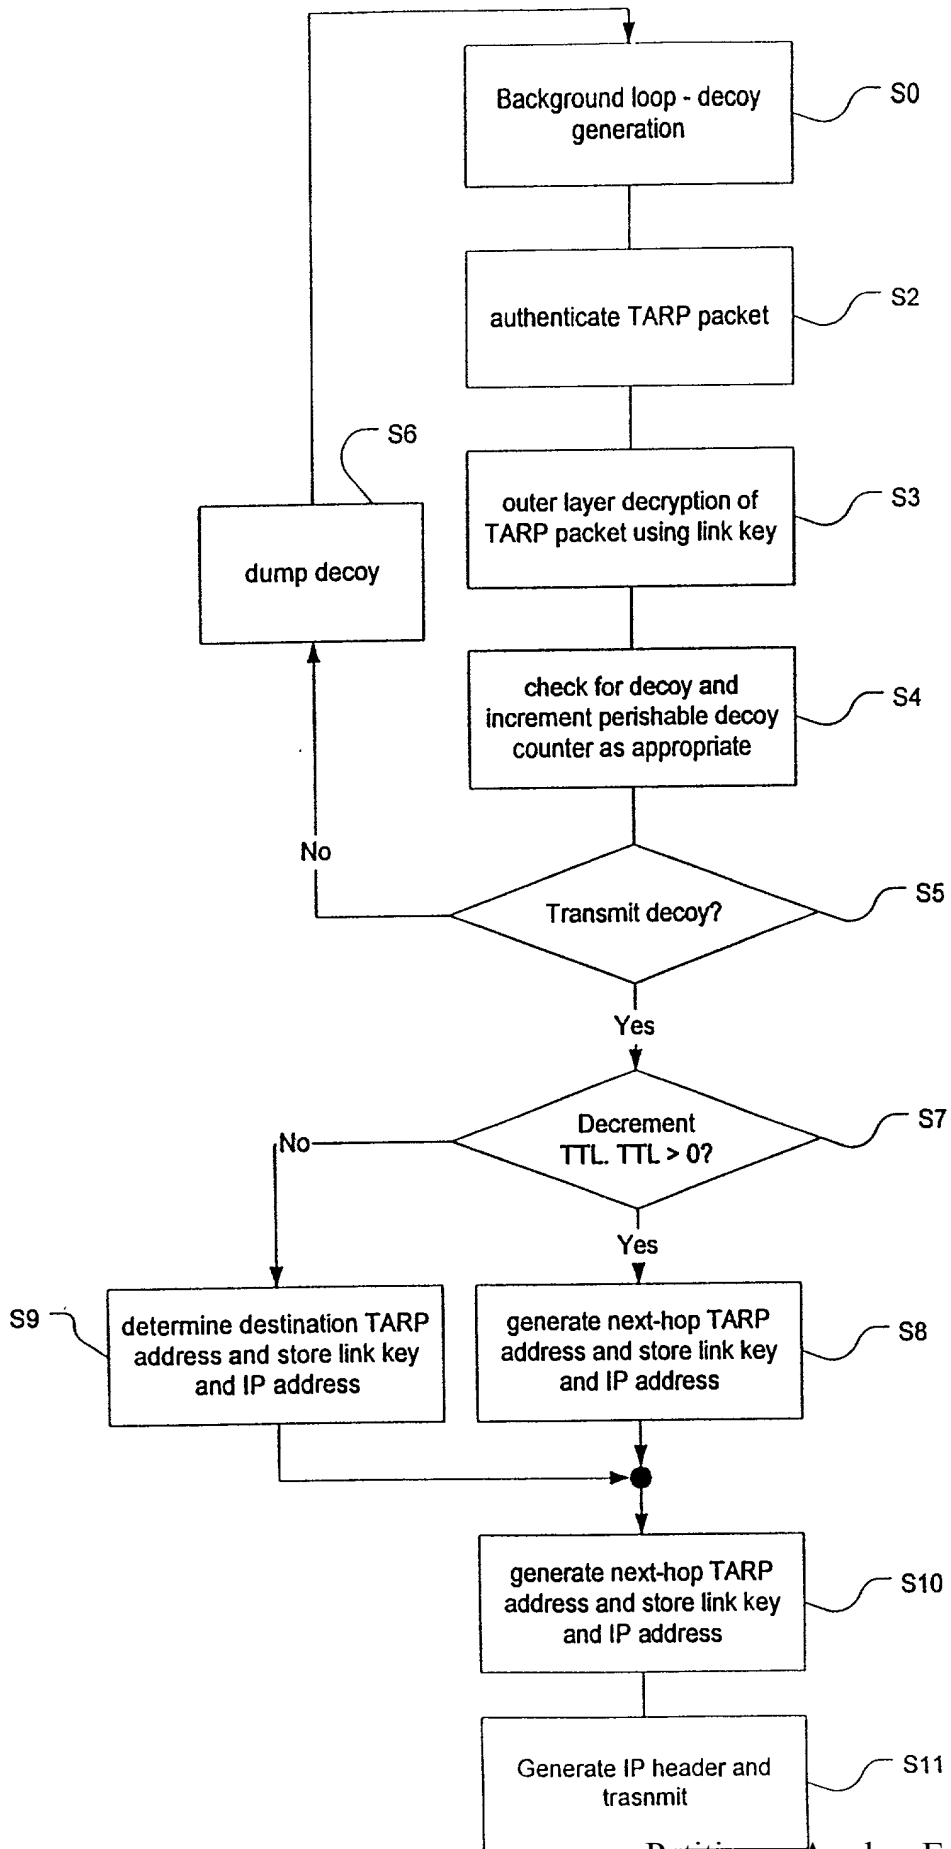 Background loop - decoy
generation
S0
authenticate TARP packet
S2
S6
outer layer decryption of
TARP packet using link key
S3
dump decoy
check for decoy and
increment perishable decoy
counter as appropriate
S4
No
Transmit decoy?
S5
Yes
Decrement
TTL. TTL > 0?
S7
No
Yes
S9
determine destination TARP
address and store link key
and IP address
generate next-hop TARP
address and store link key
and IP address
S8
generate next-hop TARP
address and store link key
and IP address
S10
Generate IP header and
trasnmit
S11